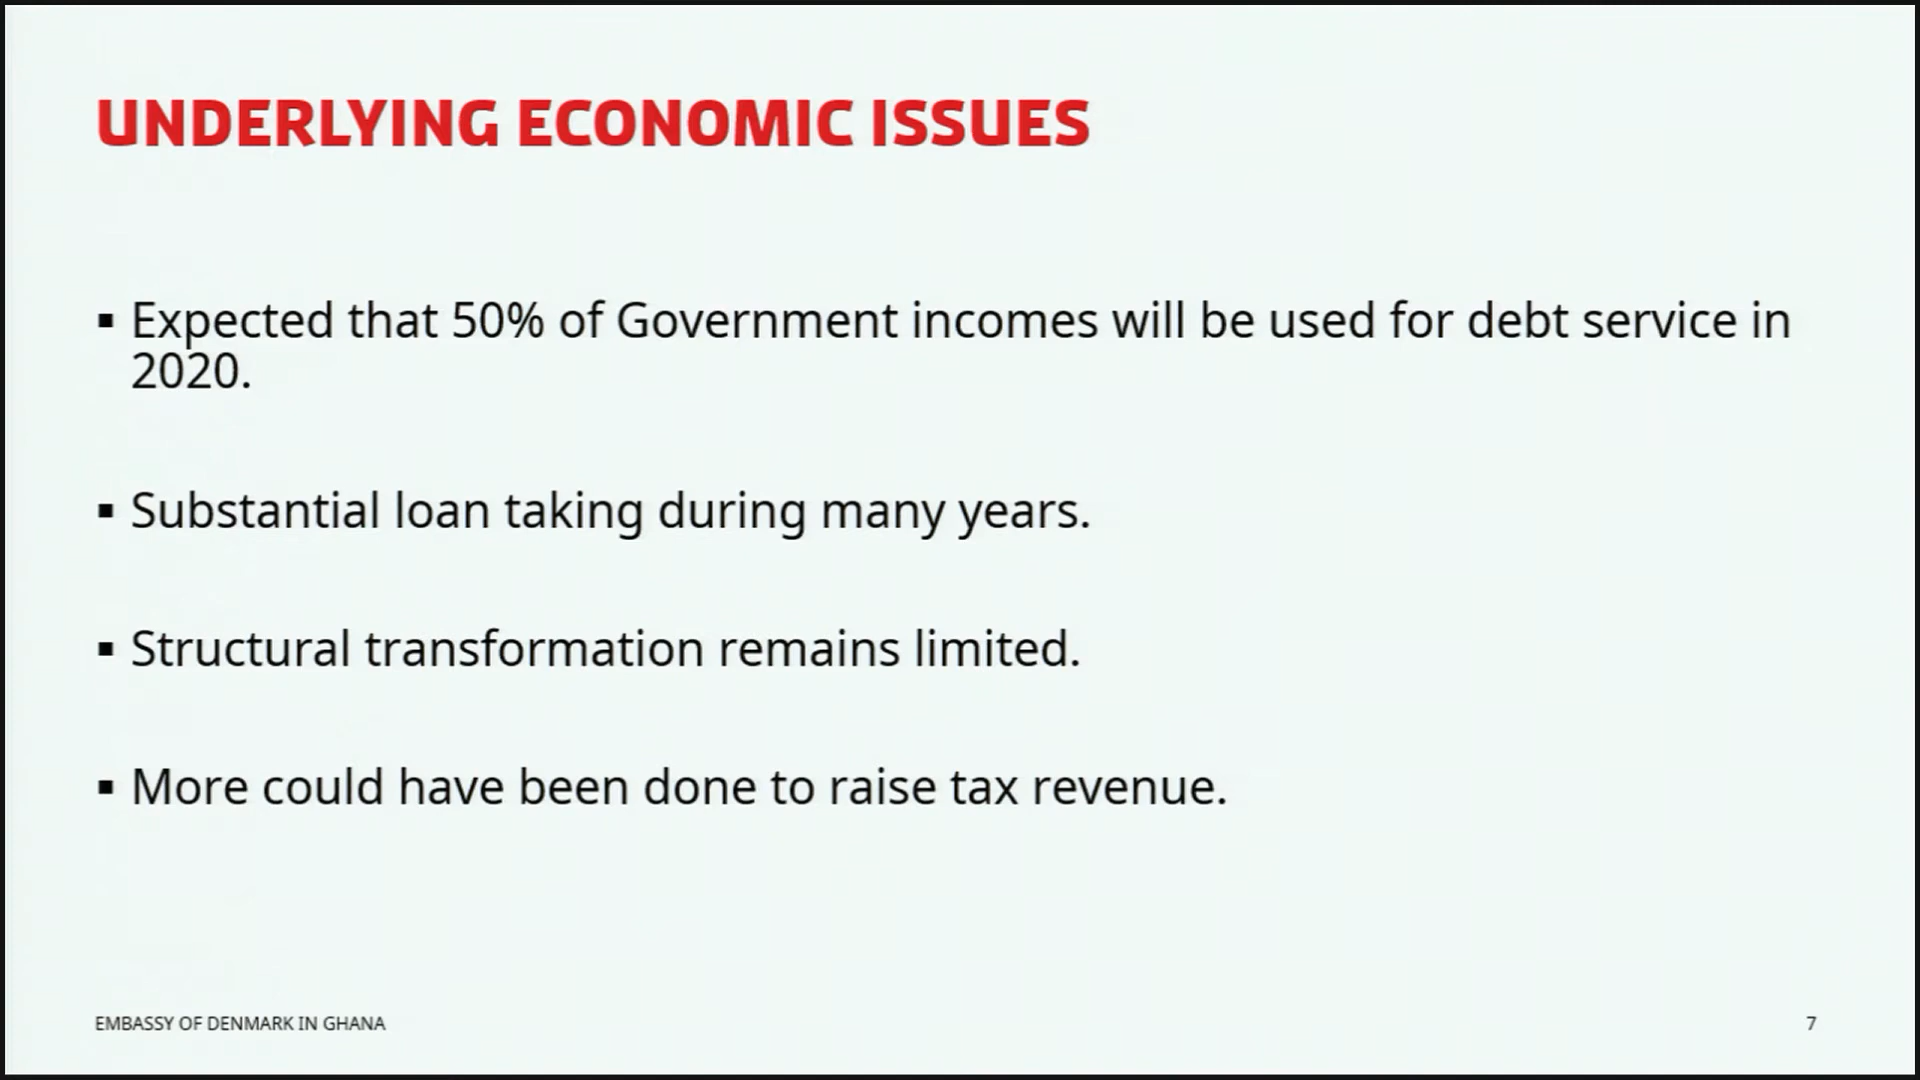 UNDERLYING ECONOMIC ISSUES
▪ Expected that 50% of Government incomes will be used for debt service in
2020.
▪ Substantial loan taking during many years.
▪ Structural transformation remains limited.
▪ More could have been done to raise tax revenue.
EMBASSY OF DENMARK IN GHANA
7